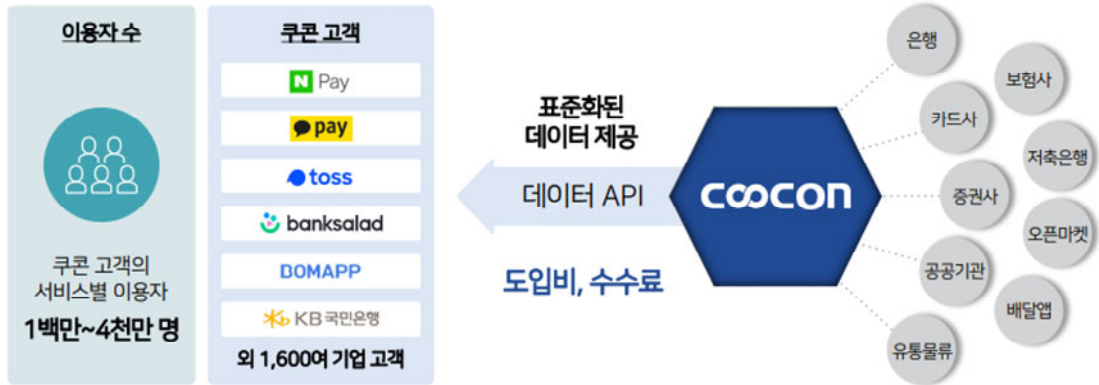 이용자 수
쿠콘 고객의
서비스별 이용자
1백만~4천만 명
쿠콘 고객
N Pay
pay
toss
banksalad
BOMAPP
KB 국민은행
외 1,600여 기업 고객
표준화된
데이터 제공
데이터 API
도입비, 수수료
coocon
은행
보험사
카드사
저축은행
증권사
오픈마켓
공공기관
배달앱
유통물류